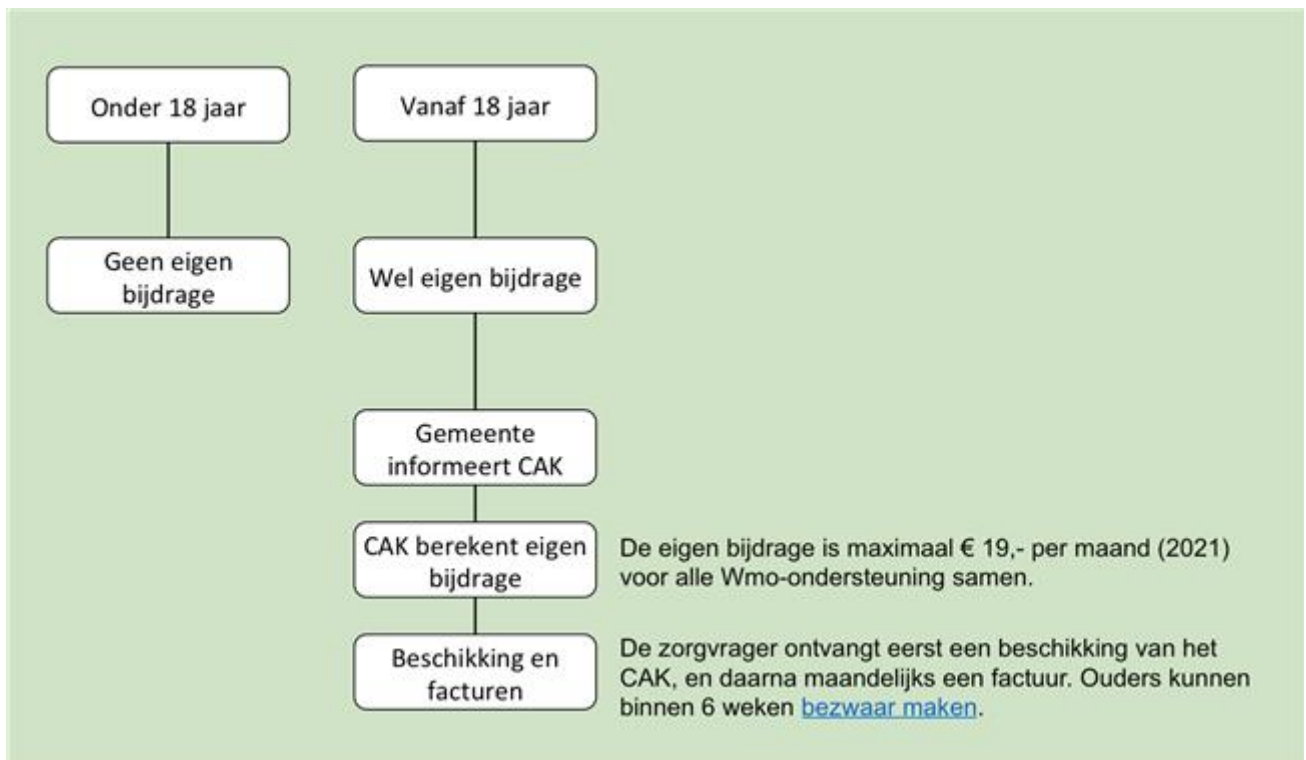 Onder 18 jaar
Vanaf 18 jaar
Geen eigen
bijdrage
Wel eigen bijdrage
Gemeente
informeert CAK
CAK berekent eigen
bijdrage
De eigen bijdrage is maximaal € 19,- per maand (2021)
voor alle Wmo-ondersteuning samen.
Beschikking en
facturen
De zorgvrager ontvangt eerst een beschikking van het
CAK, en daarna maandelijks een factuur. Ouders kunnen
binnen 6 weken bezwaar maken.